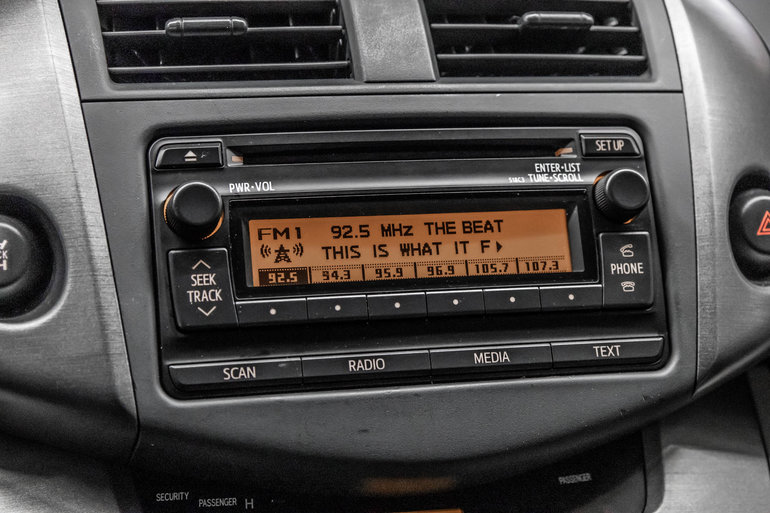 SET UP
ENTER•LIST
PWR•VOL 518C3 TUNE•SCROLL
FM1 92.5 MHz THE BEAT
THIS IS WHAT IT F
92.5 94.3 95.9 96.9 105.7 107.3
SEEK
TRACK
PHONE
SCAN RADIO MEDIA TEXT
SECURITY PASSENGER H PASSENGER